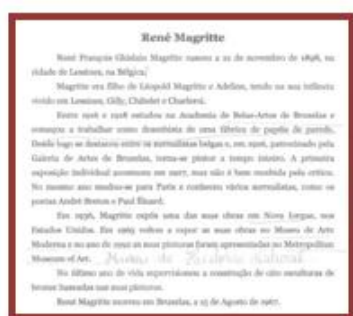 René Magritte
René François Ghislain Magritte nasceu a 21 de novembro de 1898, na
cidade de Lessines, na Bélgica.
Magritte era filho de Léopold Magritte e Adeline, tendo na sua infância
vivido em Lessines, Gilly, Châtelet e Charleroi.
Entre 1916 e 1918 estudou na Academia de Belas-Artes de Bruxelas e
começou a trabalhar como desenhista de uma fábrica de papéis de parede.
Desde logo se destacou entre os surrealistas belgas e, em 1926, patrocinado pela
Galeria de Artes de Bruxelas, torna-se pintor a tempo inteiro. A primeira
exposição individual aconteceu em 1927, mas não é bem recebida pela crítica.
No mesmo ano mudou-se para Paris e conheceu vários surrealistas, como os
poetas André Breton e Paul Éluard.
Em 1936, Magritte expôs uma das suas obras em Nova Iorque, nos
Estados Unidos. Em 1965 voltou a expor as suas obras no Museu de Arte
Moderna e no ano de 1992 as suas pinturas foram apresentadas no Metropolitan
Museum of Art. Museu de
No último ano de vida supervisionou a construção de oito esculturas de
bronze baseadas nas suas pinturas.
René Magritte morreu em Bruxelas, a 15 de Agosto de 1967.